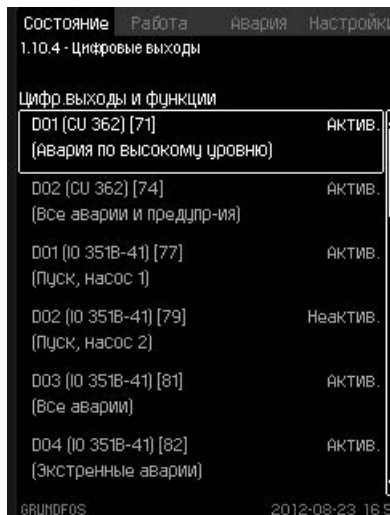 Состояние Работа Авария Настройки
1.10.4 - Цифровые выходы
Цифр.выходы и функции
DO1 (CU 362) [71] Актив.
(Авария по высокому уровню)
DO2 (CU 362) [74] Актив.
(Все аварии и предупр-ия)
DO1 (IO 351B-41) [77] Актив.
(Пуск, насос 1)
DO2 (IO 351B-41) [79] Неактив.
(Пуск, насос 2)
DO3 (IO 351B-41) [81] Актив.
(Все аварии)
DO4 (IO 351B-41) [82] Актив.
(Экстренные аварии)
GRUNDFOS 2012-08-23